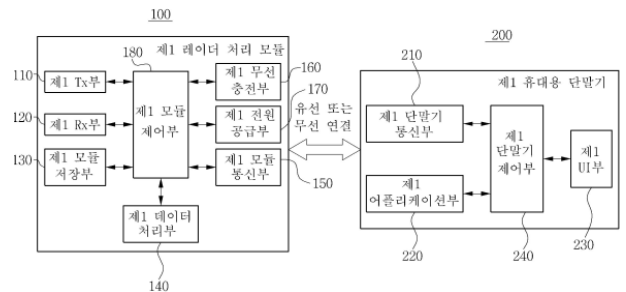 100
제1 레이더 처리 모듈
110
제1 Tx부
120
제1 Rx부
130
제1 모듈
저장부
180
제1 모듈
제어부
제1 무선
충전부
160
제1 전원
공급부
170
제1 모듈
통신부
150
제1 데이터
처리부
140
유선 또는
무선 연결
200
제1 휴대용 단말기
210
제1 단말기
통신부
제1
어플리케이션부
220
제1
단말기
제어부
240
제1
UI부
230